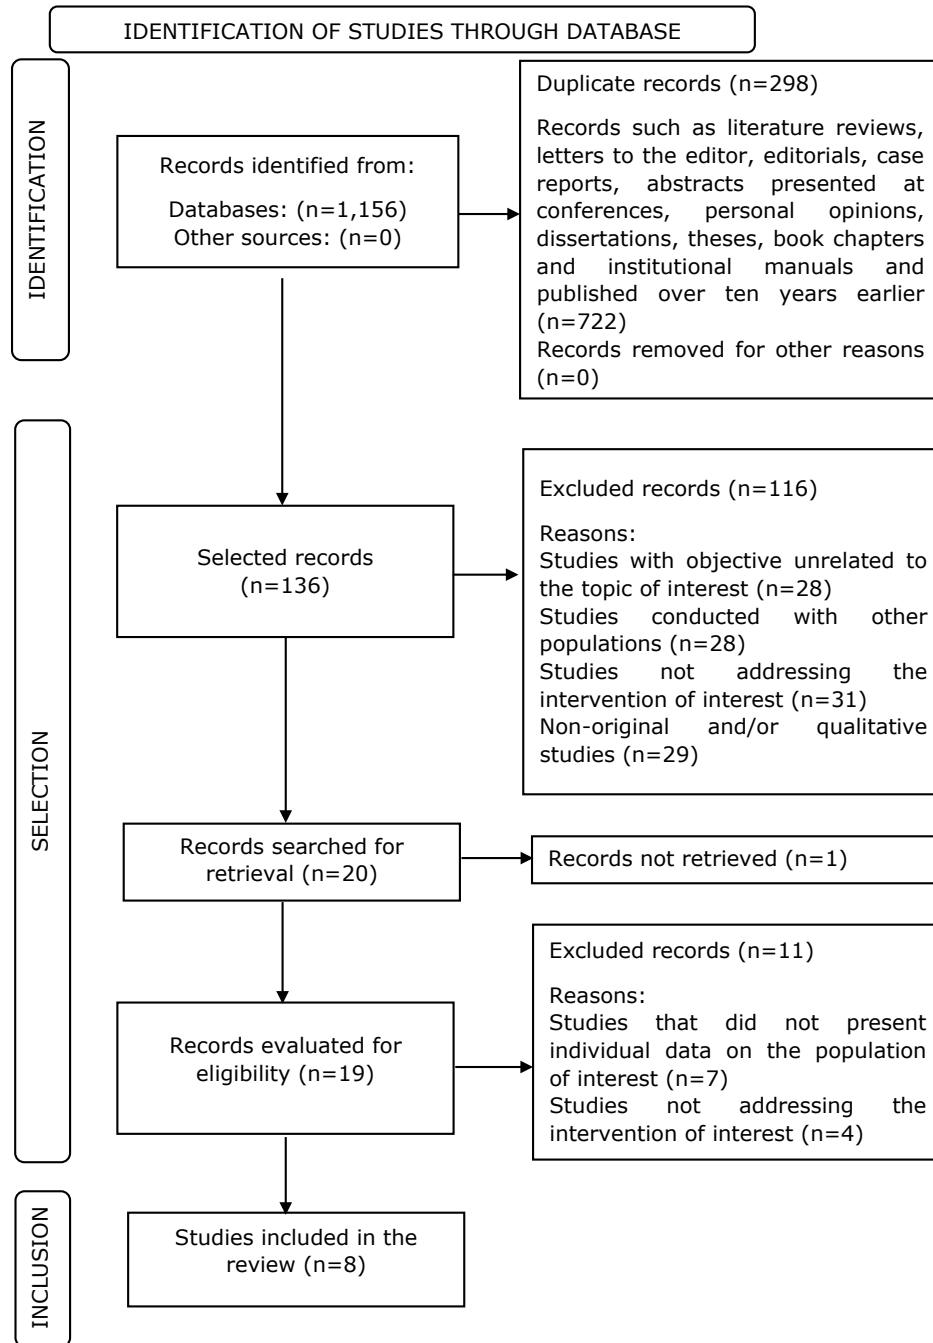 IDENTIFICATION OF STUDIES THROUGH DATABASE
IDENTIFICATION
Records identified from:
Databases: (n=1,156)
Other sources: (n=0)
Duplicate records (n=298)
Records such as literature reviews,
letters to the editor, editorials, case
reports, abstracts presented at
conferences, personal opinions,
dissertations, theses, book chapters
and institutional manuals and
published over ten years earlier
(n=722)
Records removed for other reasons
(n=0)
SELECTION
Selected records
(n=136)
Excluded records (n=116)
Reasons:
Studies with objective unrelated to
the topic of interest (n=28)
Studies conducted with other
populations (n=28)
Studies not addressing the
intervention of interest (n=31)
Non-original and/or qualitative
studies (n=29)
Records searched for
retrieval (n=20)
Records not retrieved (n=1)
Records evaluated for
eligibility (n=19)
Excluded records (n=11)
Reasons:
Studies that did not present
individual data on the population
of interest (n=7)
Studies not addressing the
intervention of interest (n=4)
INCLUSION
Studies included in the
review (n=8)